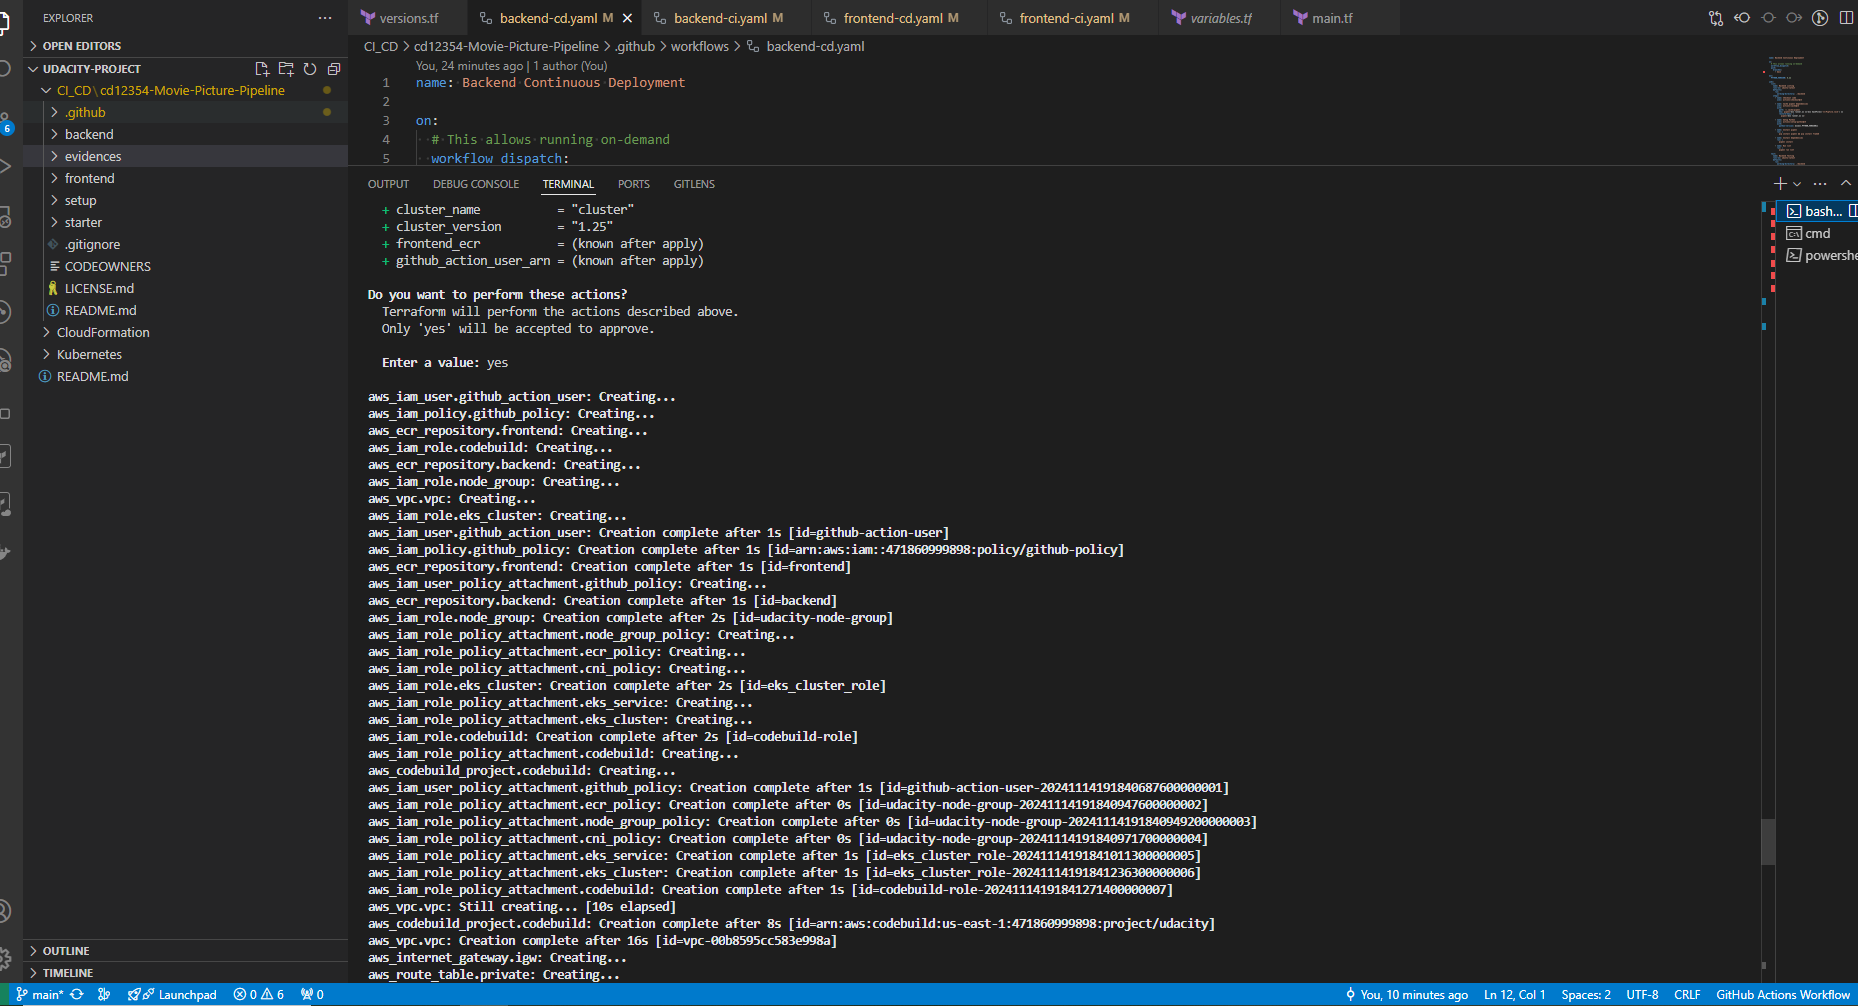 EXPLORER
OPEN EDITORS
UDACITY-PROJECT
CI_CD\cd12354-Movie-Picture-Pipeline
.github
backend
evidences
frontend
setup
starter
.gitignore
CODEOWNERS
LICENSE.md
README.md
CloudFormation
Kubernetes
README.md
OUTLINE
TIMELINE
6
versions.tf
backend-cd.yaml M
backend-ci.yaml M
frontend-cd.yaml M
frontend-ci.yaml M
variables.tf
main.tf
CI_CD > cd12354-Movie-Picture-Pipeline > .github > workflows > backend-cd.yaml
You, 24 minutes ago | 1 author (You)
1 name: Backend Continuous Deployment
2
3 on:
4 # This allows running on-demand
5 workflow_dispatch:
OUTPUT DEBUG CONSOLE TERMINAL PORTS GITLENS
+ cluster_name = "cluster"
+ cluster_version = "1.25"
+ frontend_ecr = (known after apply)
+ github_action_user_arn = (known after apply)
Do you want to perform these actions?
Terraform will perform the actions described above.
Only 'yes' will be accepted to approve.
Enter a value: yes
aws_iam_user.github_action_user: Creating...
aws_iam_policy.github_policy: Creating...
aws_ecr_repository.frontend: Creating...
aws_iam_role.codebuild: Creating...
aws_ecr_repository.backend: Creating...
aws_iam_role.node_group: Creating...
aws_vpc.vpc: Creating...
aws_iam_role.eks_cluster: Creating...
aws_iam_user.github_action_user: Creation complete after 1s [id=github-action-user]
aws_iam_policy.github_policy: Creation complete after 1s [id=arn:aws:iam::471860999898:policy/github-policy]
aws_ecr_repository.frontend: Creation complete after 1s [id=frontend]
aws_iam_user_policy_attachment.github_policy: Creating...
aws_ecr_repository.backend: Creation complete after 1s [id=backend]
aws_iam_role.node_group: Creation complete after 2s [id=udacity-node-group]
aws_iam_role_policy_attachment.node_group_policy: Creating...
aws_iam_role_policy_attachment.ecr_policy: Creating...
aws_iam_role_policy_attachment.cni_policy: Creating...
aws_iam_role.eks_cluster: Creation complete after 2s [id=eks_cluster_role]
aws_iam_role_policy_attachment.eks_service: Creating...
aws_iam_role_policy_attachment.eks_cluster: Creating...
aws_iam_role.codebuild: Creation complete after 2s [id=codebuild-role]
aws_iam_role_policy_attachment.codebuild: Creating...
aws_codebuild_project.codebuild: Creating...
aws_iam_user_policy_attachment.github_policy: Creation complete after 1s [id=github-action-user-20241114191840687600000001]
aws_iam_role_policy_attachment.ecr_policy: Creation complete after 0s [id=udacity-node-group-20241114191840947600000002]
aws_iam_role_policy_attachment.node_group_policy: Creation complete after 0s [id=udacity-node-group-20241114191840949200000003]
aws_iam_role_policy_attachment.cni_policy: Creation complete after 0s [id=udacity-node-group-20241114191840971700000004]
aws_iam_role_policy_attachment.eks_service: Creation complete after 1s [id=eks_cluster_role-20241114191841011300000005]
aws_iam_role_policy_attachment.eks_cluster: Creation complete after 1s [id=eks_cluster_role-20241114191841236300000006]
aws_iam_role_policy_attachment.codebuild: Creation complete after 1s [id=codebuild-role-20241114191841271400000007]
aws_vpc.vpc: Still creating... [10s elapsed]
aws_codebuild_project.codebuild: Creation complete after 8s [id=arn:aws:codebuild:us-east-1:471860999898:project/udacity]
aws_vpc.vpc: Creation complete after 16s [id=vpc-00b8595cc583e998a]
aws_internet_gateway.igw: Creating...
aws_route_table.private: Creating...
bash...
cmd
powershe
main* Launchpad 0 6 0
You, 10 minutes ago Ln 12, Col 1 Spaces: 2 UTF-8 CRLF GitHub Actions Workflow